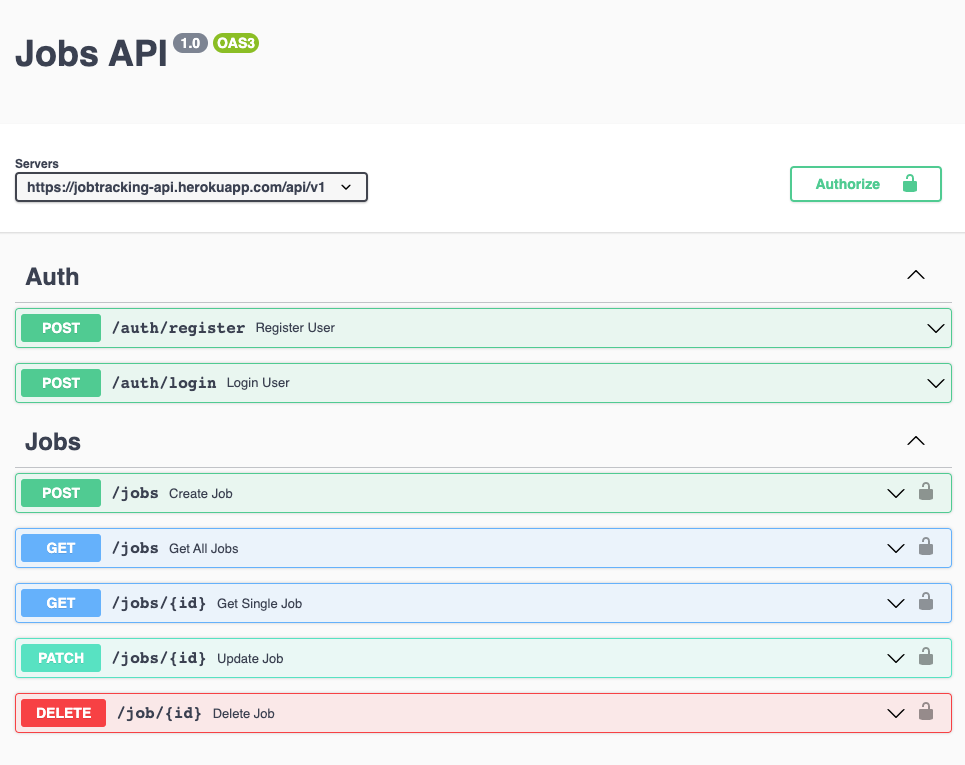 Jobs API 1.0 OAS3
Servers
https://jobtracking-api.herokuapp.com/api/v1
Authorize
Auth
POST /auth/register Register User
POST /auth/login Login User
Jobs
POST /jobs Create Job
GET /jobs Get All Jobs
GET /jobs/{id} Get Single Job
PATCH /jobs/{id} Update Job
DELETE /job/{id} Delete Job